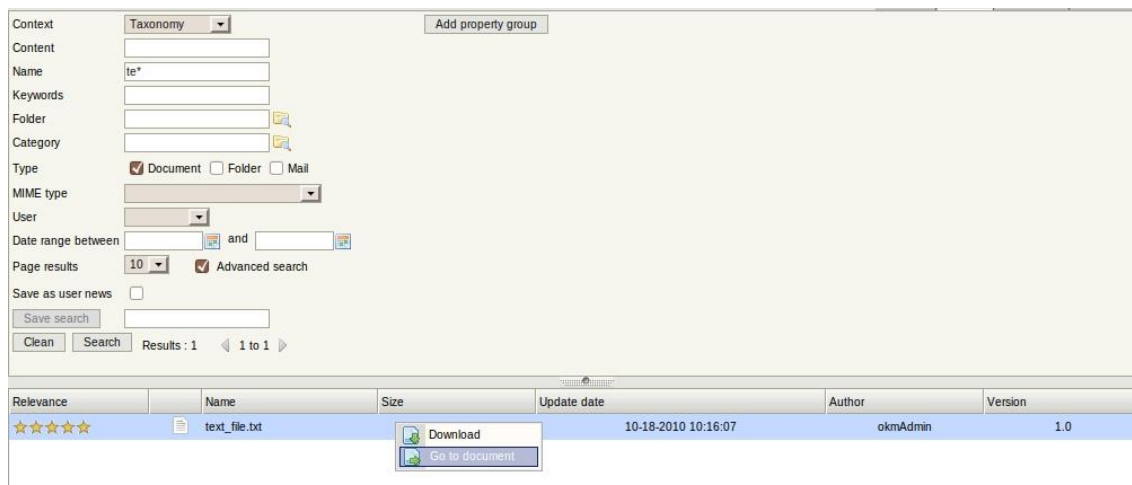 Context Taxonomy Add property group
Content
Name te*
Keywords
Folder
Category
Type Document Folder Mail
MIME type
User
Date range between and
Page results 10 Advanced search
Save as user news
Save search
Clean Search Results : 1 1 to 1
Relevance Name Size Update date Author Version
text_file.txt 10-18-2010 10:16:07 okmAdmin 1.0
Download
Go to document